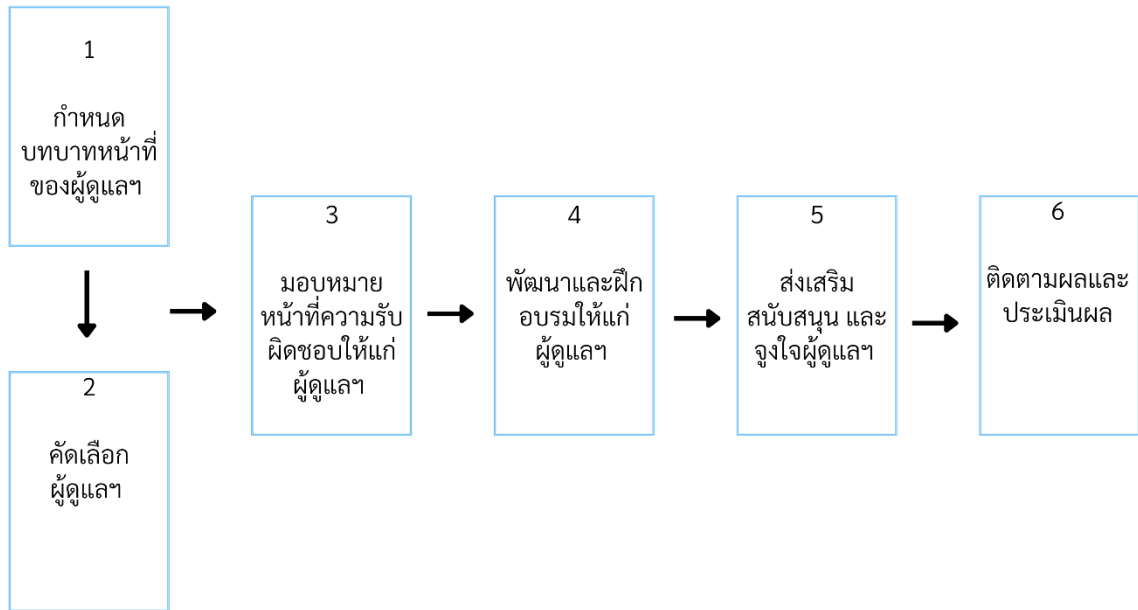 1
กำหนด
บทบาทหน้าที่
ของผู้ดูแลฯ
2
คัดเลือก
ผู้ดูแลฯ
3
มอบหมาย
หน้าที่ความรับ
ผิดชอบให้แก่
ผู้ดูแลฯ
4
พัฒนาและฝึก
อบรมให้แก่
ผู้ดูแลฯ
5
ส่งเสริม
สนับสนุน และ
จูงใจผู้ดูแลฯ
6
ติดตามผลและ
ประเมินผล